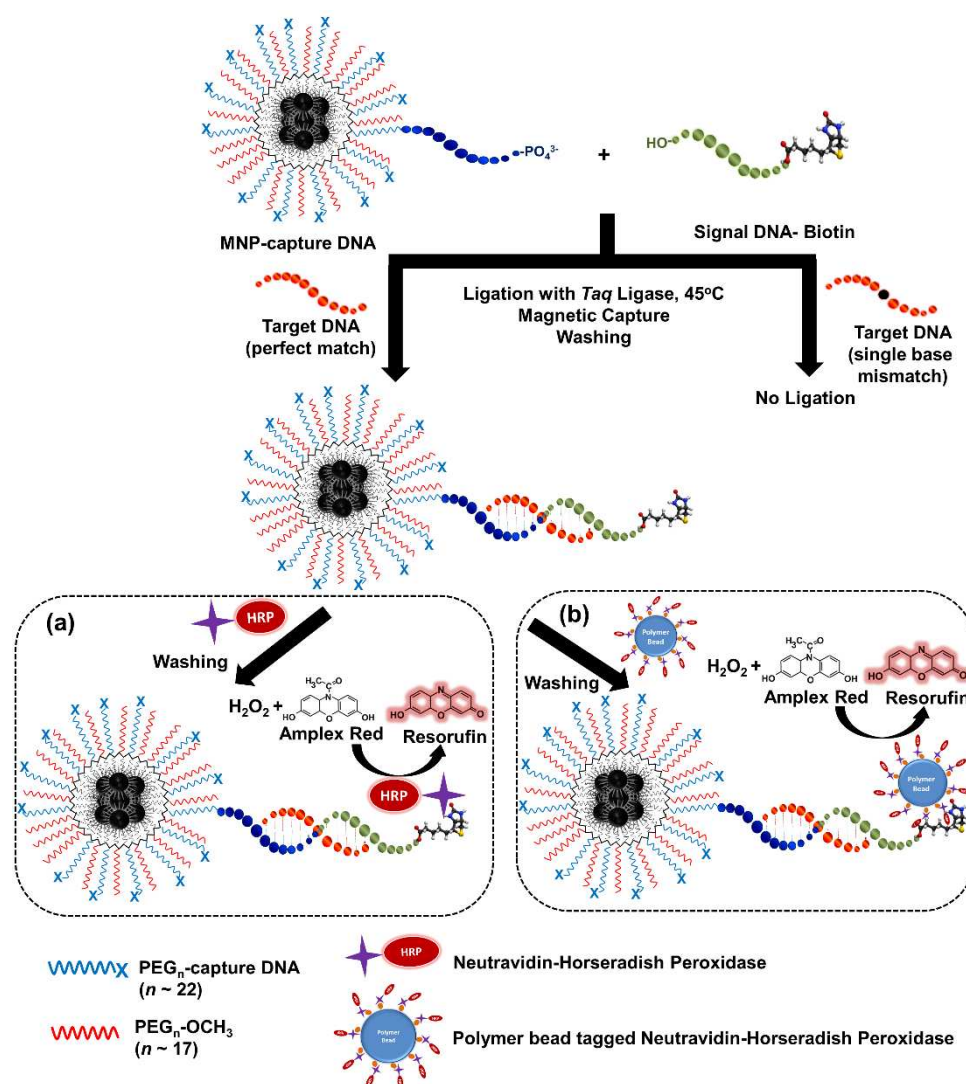 X
-PO₄³⁻
+
HO-
MNP-capture DNA
Signal DNA- Biotin
Target DNA
(perfect match)
Ligation with Taq Ligase, 45°C
Magnetic Capture
Washing
Target DNA
(single base
mismatch)
No Ligation
(a)
HRP
Washing
H₂O₂ +
Amplex Red
Resorufin
HRP
(b)
Polymer
Bead
Washing
H₂O₂ +
Amplex Red
Resorufin
Polymer
Bead
X PEGₙ-capture DNA
(n ~ 22)
HRP
Neutravidin-Horseradish Peroxidase
PEGₙ-OCH₃
(n ~ 17)
Polymer
Bead
Polymer bead tagged Neutravidin-Horseradish Peroxidase